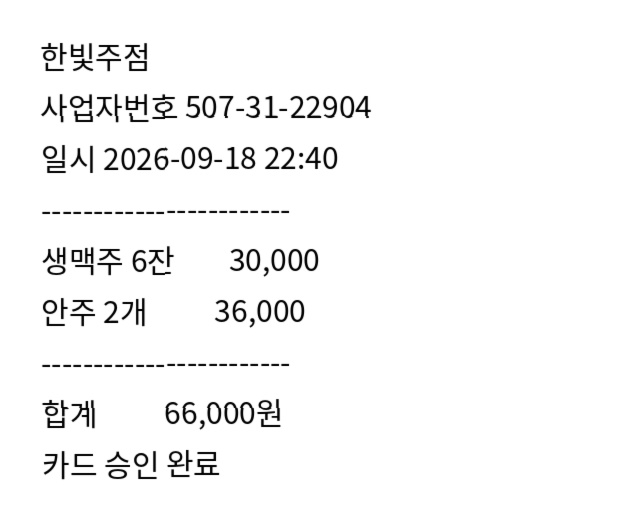 한빛주점
사업자번호 507-31-22904
일시 2026-09-18 22:40
------------------------
생맥주 6잔 30,000
안주 2개 36,000
------------------------
합계 66,000원
카드 승인 완료